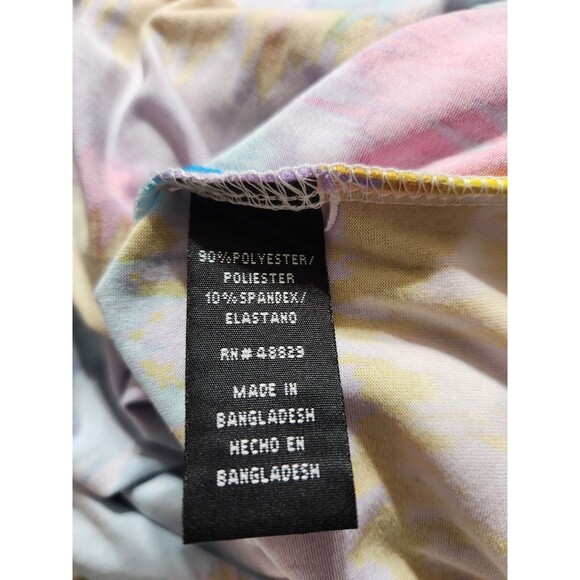 90%POLYESTER/
POLIESTER
10%SPANDEX/
ELASTANO
RN# 48829
MADE IN
BANGLADESH
HECHO EN
BANGLADESH